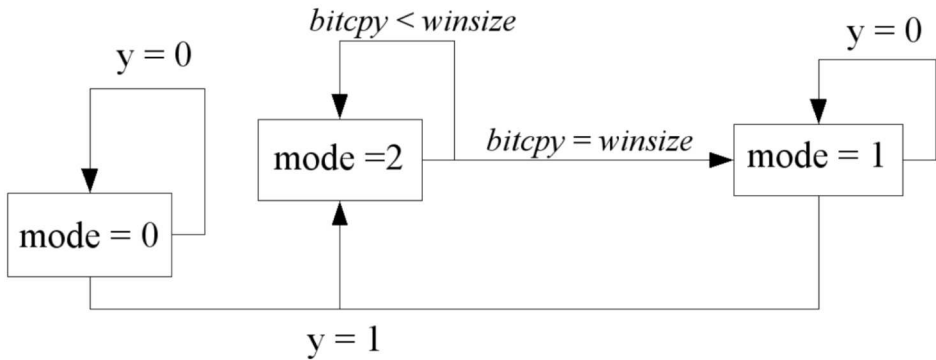 bitcpy < winsize
y = 0
y = 0
mode =2
bitcpy = winsize
mode = 1
mode = 0
y = 1